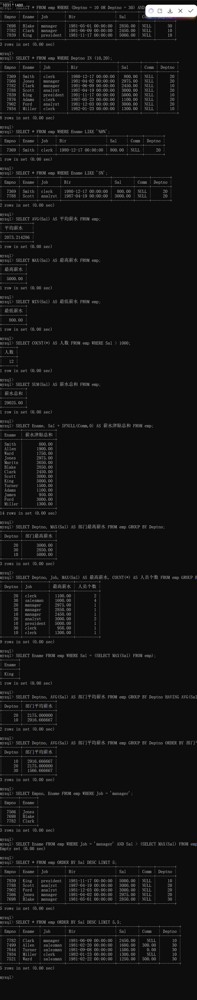 1031 * 1480
mysql> SELECT * FROM emp WHERE (Deptno = 10 OR Deptno = 30) AND
| Empno | Ename | Job | Bir | Sal | Comm | Deptno |
| 7698 | Blake | manager | 1981-05-01 00:00:00 | 2850.00 | NULL | 30
| 7782 | Clark | manager | 1981-06-09 00:00:00 | 2450.00 | NULL | 10
| 7839 | King | president | 1981-11-17 00:00:00 | 5000.00 | NULL | 10
3 rows in set (0.00 sec)
mysql>
mysql> SELECT * FROM emp WHERE Deptno IN (10,20);
| Empno | Ename | Job | Bir | Sal | Comm | Deptno |
| 7369 | Smith | clerk | 1980-12-17 00:00:00 | 800.00 | NULL | 20 |
| 7566 | Jones | manager | 1981-04-02 00:00:00 | 2975.00 | NULL | 20 |
| 7782 | Clark | manager | 1981-06-09 00:00:00 | 2450.00 | NULL | 10 |
| 7788 | Scott | analyst | 1987-04-19 00:00:00 | 3000.00 | NULL | 20 |
| 7839 | King | president | 1981-11-17 00:00:00 | 5000.00 | NULL | 10 |
| 7876 | Adams | clerk | 1987-05-23 00:00:00 | 1100.00 | NULL | 20 |
| 7902 | Ford | analyst | 1981-12-03 00:00:00 | 3000.00 | NULL | 20 |
| 7934 | Miller | clerk | 1982-01-23 00:00:00 | 1300.00 | NULL | 10 |
8 rows in set (0.00 sec)
mysql>
mysql> SELECT * FROM emp WHERE Ename LIKE '%H%';
| Empno | Ename | Job | Bir | Sal | Comm | Deptno |
| 7369 | Smith | clerk | 1980-12-17 00:00:00 | 800.00 | NULL | 20 |
1 row in set (0.00 sec)
mysql>
mysql> SELECT * FROM emp WHERE Ename LIKE 'S%';
| Empno | Ename | Job | Bir | Sal | Comm | Deptno |
| 7369 | Smith | clerk | 1980-12-17 00:00:00 | 800.00 | NULL | 20 |
| 7788 | Scott | analyst | 1987-04-19 00:00:00 | 3000.00 | NULL | 20 |
2 rows in set (0.00 sec)
mysql>
mysql> SELECT AVG(Sal) AS 平均薪水 FROM emp;
| 平均薪水 |
| 2073.214286 |
1 row in set (0.00 sec)
mysql>
mysql> SELECT MAX(Sal) AS 最高薪水 FROM emp;
| 最高薪水 |
| 5000.00 |
1 row in set (0.00 sec)
mysql>
mysql> SELECT MIN(Sal) AS 最低薪水 FROM emp;
| 最低薪水 |
| 800.00 |
1 row in set (0.00 sec)
mysql>
mysql> SELECT COUNT(*) AS 人数 FROM emp WHERE Sal > 1000;
| 人数 |
| 12 |
1 row in set (0.00 sec)
mysql>
mysql> SELECT SUM(Sal) AS 薪水总和 FROM emp;
| 薪水总和 |
| 29025.00 |
1 row in set (0.00 sec)
mysql>
mysql> SELECT Ename, Sal + IFNULL(Comm,0) AS 薪水津贴总和 FROM emp;
| Ename | 薪水津贴总和 |
| Smith | 800.00 |
| Allen | 1900.00 |
| Ward | 1750.00 |
| Jones | 2975.00 |
| Maritn | 2650.00 |
| Blake | 2850.00 |
| Clark | 2450.00 |
| Scott | 3000.00 |
| King | 5000.00 |
| Turner | 1500.00 |
| Adams | 1100.00 |
| James | 950.00 |
| Ford | 3000.00 |
| Miller | 1300.00 |
14 rows in set (0.00 sec)
mysql>
mysql> SELECT Deptno, MAX(Sal) AS 部门最高薪水 FROM emp GROUP BY Deptno;
| Deptno | 部门最高薪水 |
| 20 | 3000.00 |
| 30 | 2850.00 |
| 10 | 5000.00 |
3 rows in set (0.00 sec)
mysql>
mysql> SELECT Deptno, Job, MAX(Sal) AS 最高薪水, COUNT(*) AS 人员个数 FROM emp GROUP B
| Deptno | Job | 最高薪水 | 人员个数 |
| 20 | clerk | 1100.00 | 2 |
| 30 | salesman | 1600.00 | 4 |
| 20 | manager | 2975.00 | 1 |
| 30 | manager | 2850.00 | 1 |
| 10 | manager | 2450.00 | 1 |
| 20 | analyst | 3000.00 | 2 |
| 10 | president | 5000.00 | 1 |
| 30 | clerk | 950.00 | 1 |
| 10 | clerk | 1300.00 | 1 |
9 rows in set (0.00 sec)
mysql>
mysql> SELECT Ename FROM emp WHERE Sal = (SELECT MAX(Sal) FROM emp);
| Ename |
| King |
1 row in set (0.00 sec)
mysql>
mysql> SELECT Deptno, AVG(Sal) AS 部门平均薪水 FROM emp GROUP BY Deptno HAVING AVG(Sal
| Deptno | 部门平均薪水 |
| 20 | 2175.000000 |
| 10 | 2916.666667 |
2 rows in set (0.00 sec)
mysql>
mysql> SELECT Deptno, AVG(Sal) AS 部门平均薪水 FROM emp GROUP BY Deptno ORDER BY 部门平
| Deptno | 部门平均薪水 |
| 10 | 2916.666667 |
| 20 | 2175.000000 |
| 30 | 1566.666667 |
3 rows in set (0.00 sec)
mysql>
mysql> SELECT Empno, Ename FROM emp WHERE Job = 'manager';
| Empno | Ename |
| 7566 | Jones |
| 7698 | Blake |
| 7782 | Clark |
3 rows in set (0.00 sec)
mysql>
mysql> SELECT Ename FROM emp WHERE Job = 'manager' AND Sal > (SELECT MAX(Sal) FROM emp
Empty set (0.00 sec)
mysql>
mysql> SELECT * FROM emp ORDER BY Sal DESC LIMIT 5;
| Empno | Ename | Job | Bir | Sal | Comm | Deptno |
| 7839 | King | president | 1981-11-17 00:00:00 | 5000.00 | NULL | 10 |
| 7788 | Scott | analyst | 1987-04-19 00:00:00 | 3000.00 | NULL | 20 |
| 7902 | Ford | analyst | 1981-12-03 00:00:00 | 3000.00 | NULL | 20 |
| 7566 | Jones | manager | 1981-04-02 00:00:00 | 2975.00 | NULL | 20 |
| 7698 | Blake | manager | 1981-05-01 00:00:00 | 2850.00 | NULL | 30 |
5 rows in set (0.00 sec)
mysql>
mysql> SELECT * FROM emp ORDER BY Sal DESC LIMIT 5,5;
| Empno | Ename | Job | Bir | Sal | Comm | Deptno |
| 7782 | Clark | manager | 1981-06-09 00:00:00 | 2450.00 | NULL | 10 |
| 7499 | Allen | salesman | 1981-02-20 00:00:00 | 1600.00 | 300.00 | 30 |
| 7844 | Turner | salesman | 1981-09-08 00:00:00 | 1500.00 | 0.00 | 30 |
| 7934 | Miller | clerk | 1982-01-23 00:00:00 | 1300.00 | NULL | 10 |
| 7521 | Ward | salesman | 1981-02-22 00:00:00 | 1250.00 | 500.00 | 30 |
5 rows in set (0.00 sec)
mysql>